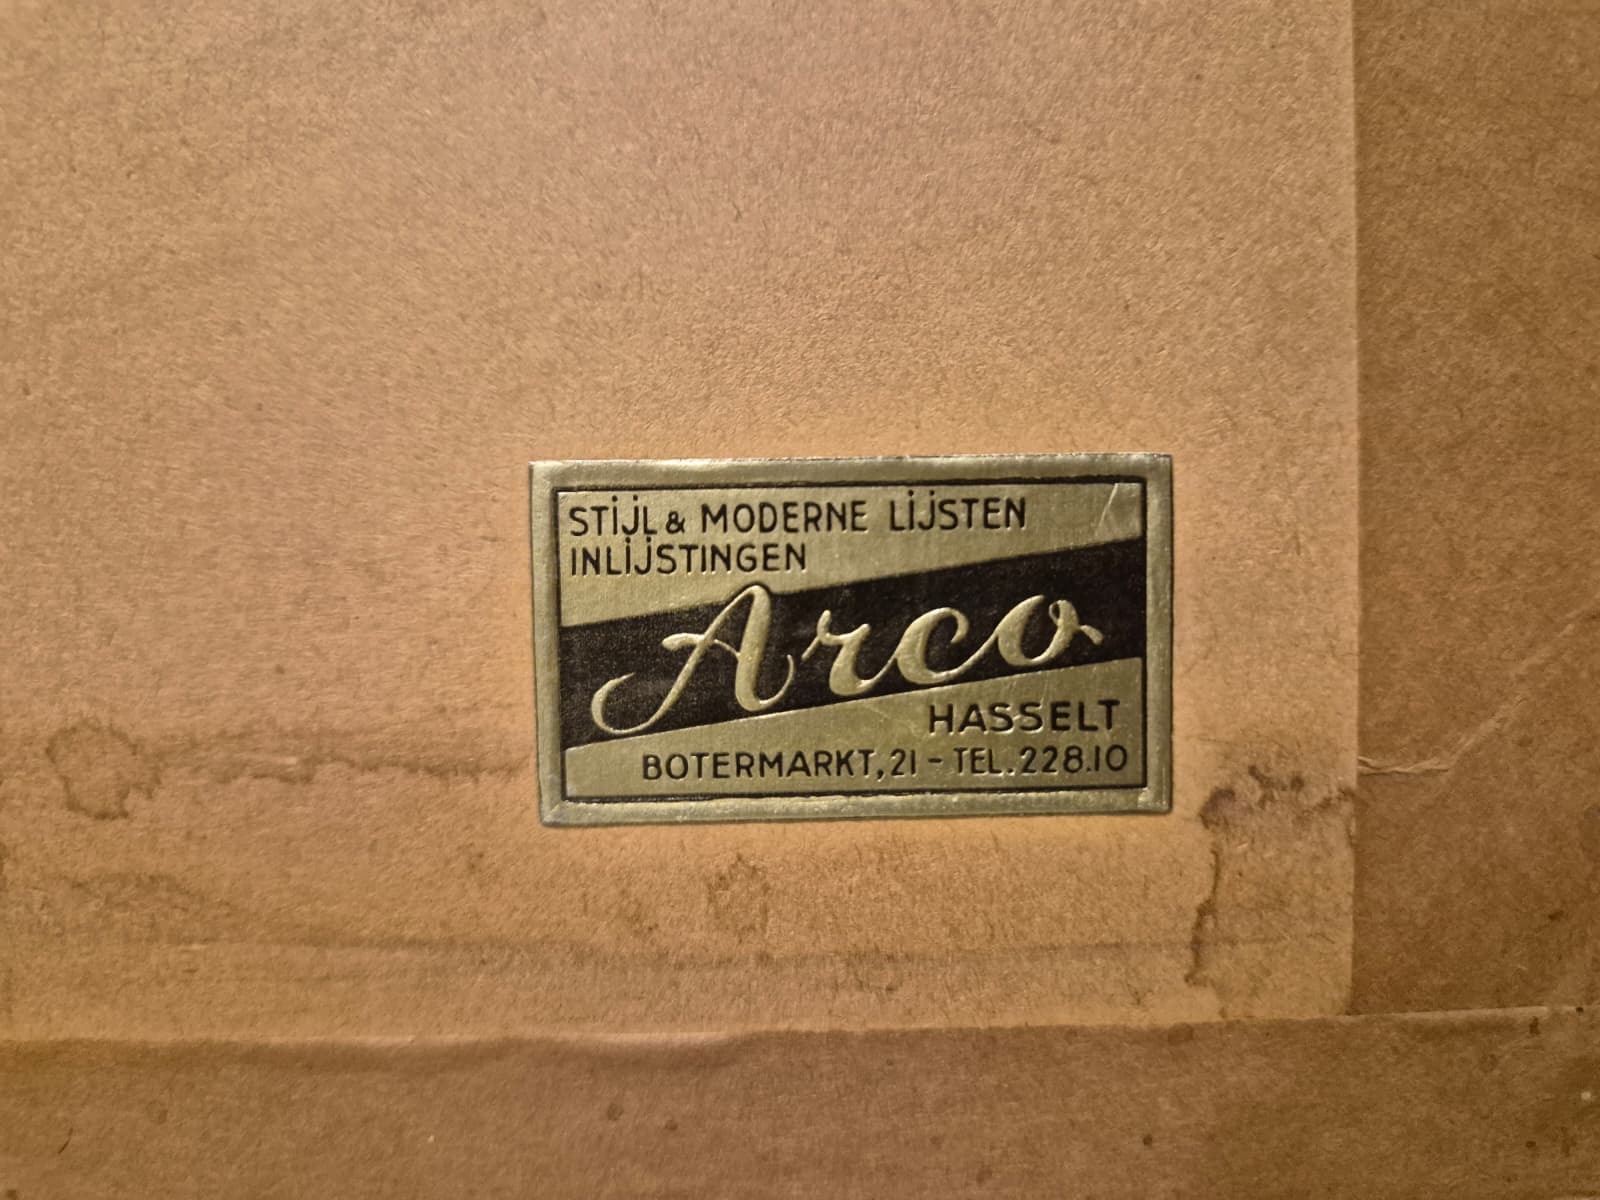 STIJL & MODERNE LIJSTEN
INLIJSTINGEN
Arco
HASSELT
BOTERMARKT, 21 - TEL. 228.10